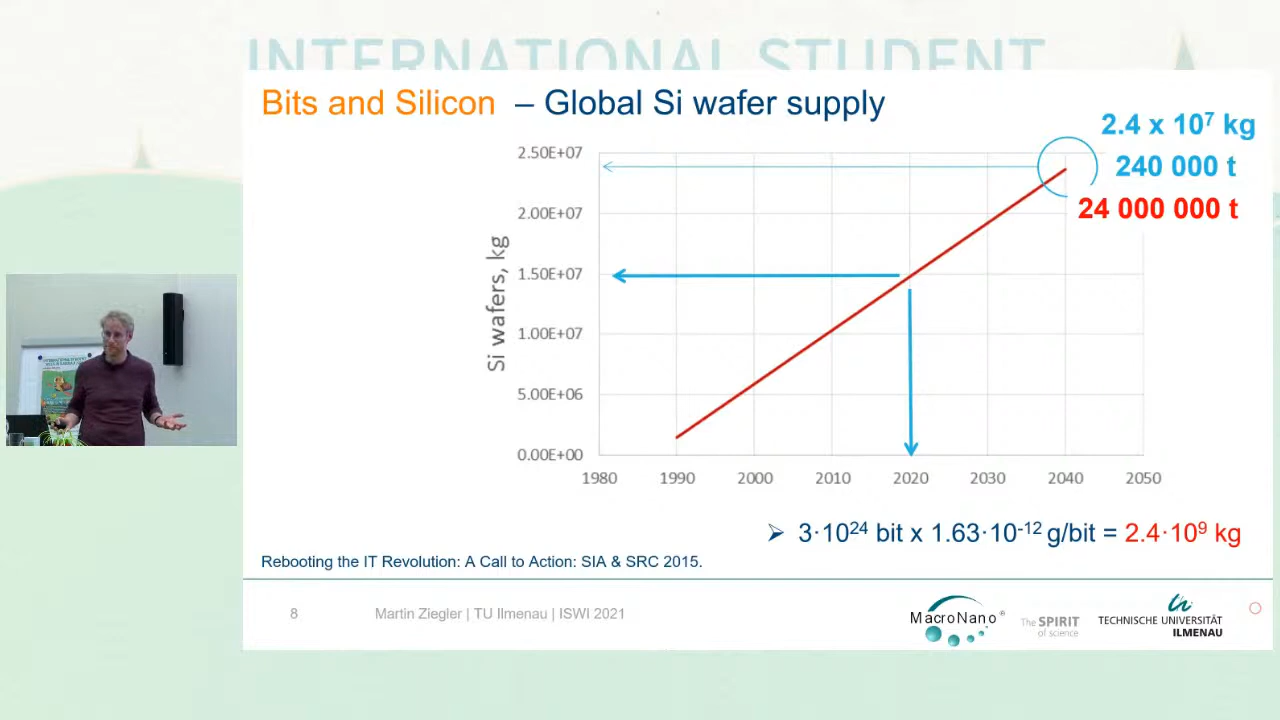 INTERNATIONAL STUDENT
Bits and Silicon – Global Si wafer supply
2.4 x 10⁷ kg
240 000 t
24 000 000 t
2.50E+07
2.00E+07
1.50E+07
1.00E+07
5.00E+06
0.00E+00
Si wafers, kg
1980 1990 2000 2010 2020 2030 2040 2050
➢ 3·10²⁴ bit x 1.63·10⁻¹² g/bit = 2.4·10⁹ kg
Rebooting the IT Revolution: A Call to Action: SIA & SRC 2015.
8 Martin Ziegler | TU Ilmenau | ISWI 2021
MacroNano®
The SPIRIT
of science
TECHNISCHE UNIVERSITÄT
ILMENAU